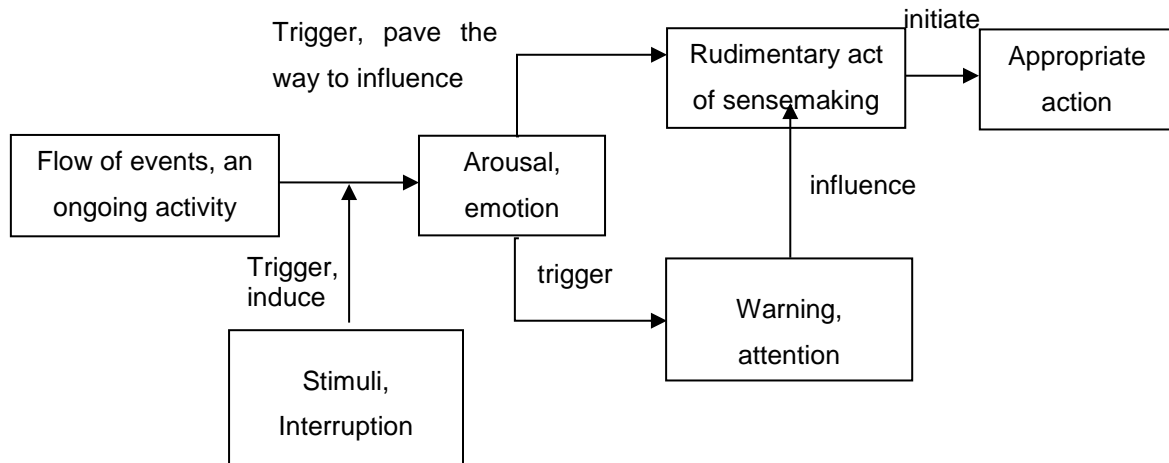 initiate
Trigger, pave the
way to influence
Rudimentary act
of sensemaking
Appropriate
action
Flow of events, an
ongoing activity
Arousal,
emotion
influence
Trigger,
induce
trigger
Warning,
attention
Stimuli,
Interruption